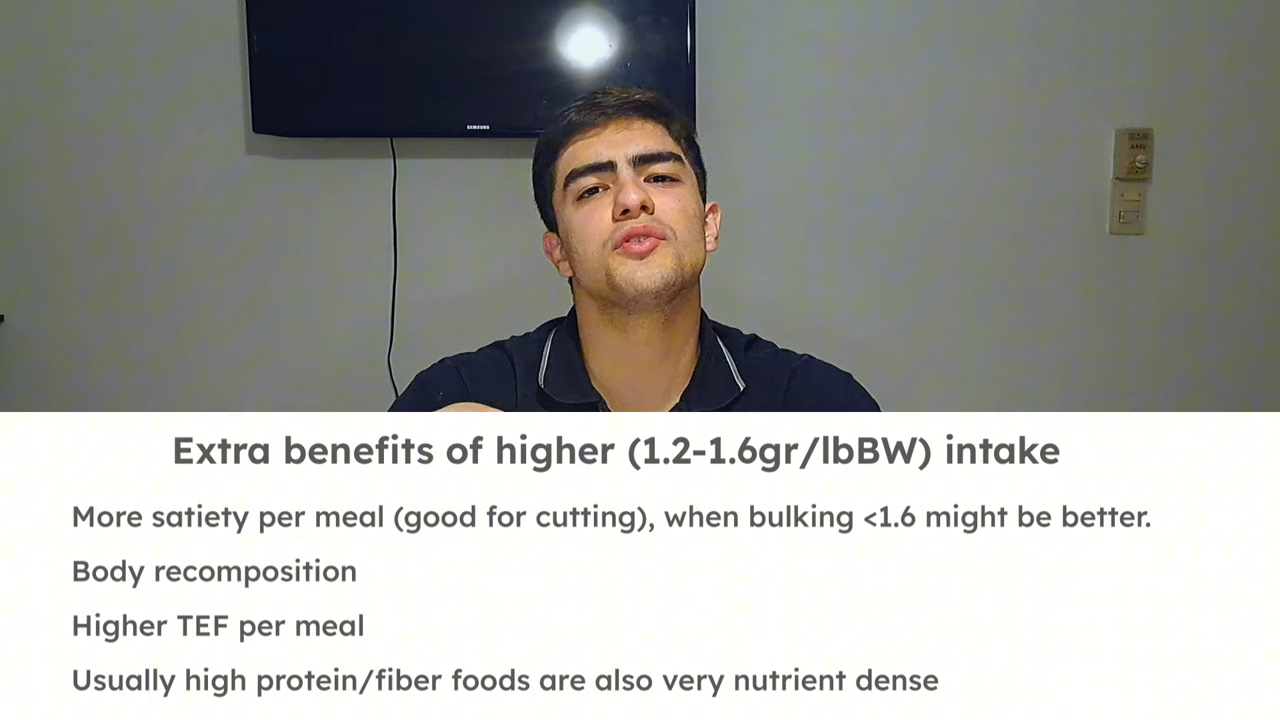 SAMSUNG
Extra benefits of higher (1.2-1.6gr/lbBW) intake
More satiety per meal (good for cutting), when bulking <1.6 might be better.
Body recomposition
Higher TEF per meal
Usually high protein/fiber foods are also very nutrient dense